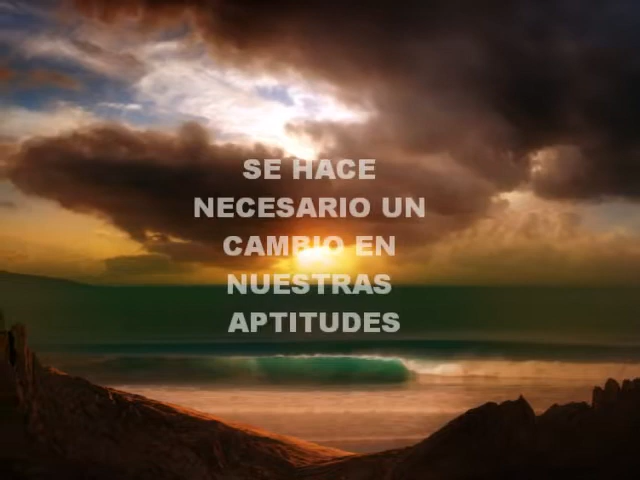 SE HACE
NECESARIO UN
CAMBIO EN
NUESTRAS
APTITUDES